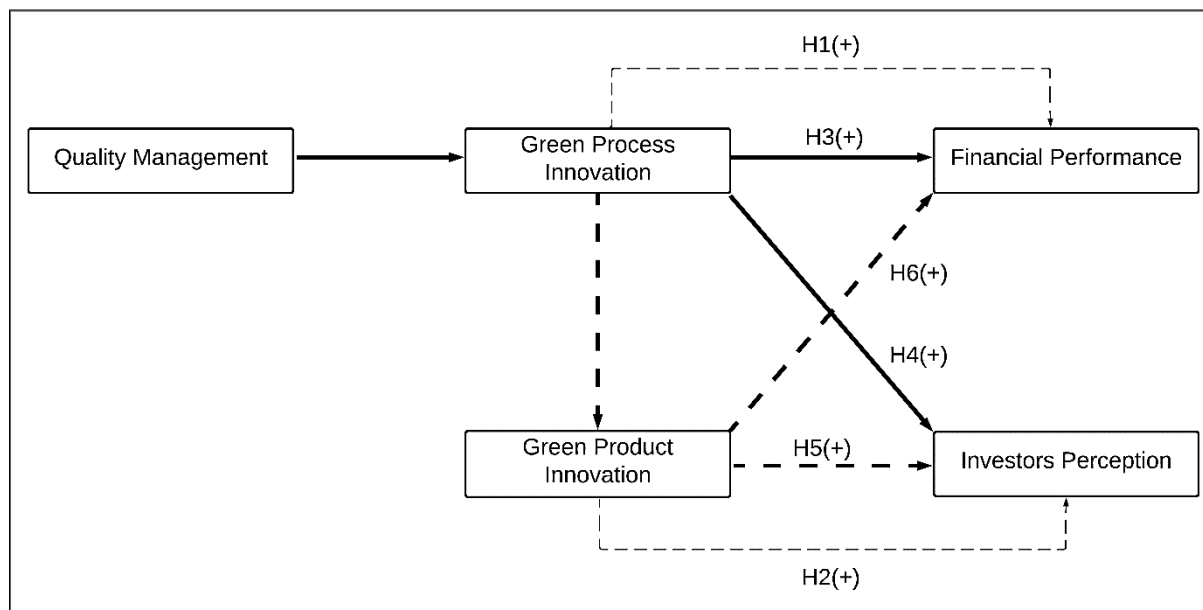 H1(+)
Quality Management
Green Process
Innovation
H3(+)
Financial Performance
H6(+)
H4(+)
Green Product
Innovation
H5(+)
Investors Perception
H2(+)